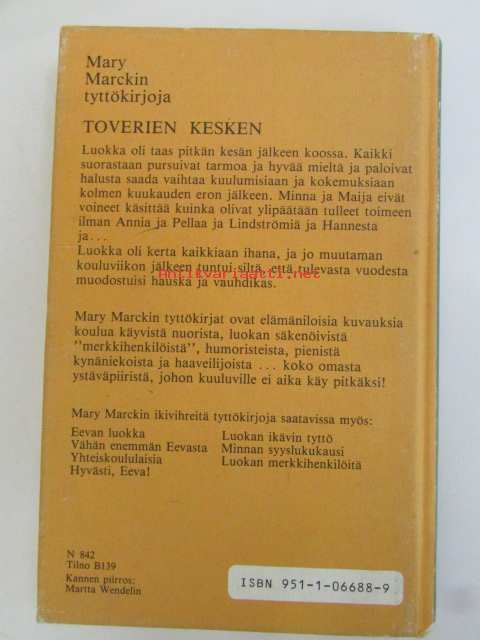 Mary
Marckin
tyttökirjoja
TOVERIEN KESKEN
Luokka oli taas pitkän kesän jälkeen koossa. Kaikki
suorastaan pursuivat tarmoa ja hyvää mieltä ja paloivat
halusta saada vaihtaa kuulumisiaan ja kokemuksiaan
kolmen kuukauden eron jälkeen. Minna ja Maija eivät
voineet käsittää kuinka olivat ylipäätään tulleet toimeen
ilman Annia ja Pellaa ja Lindströmiä ja Hannesta
ja...
Luokka oli kerta kaikkiaan ihana, ja jo muutaman
kouluviikon jälkeen tuntui siltä, että tulevasta vuodesta
muodostuisi hauska ja vauhdikas.
Antikvariaatti.net
Mary Marckin tyttökirjat ovat elämäniloisia kuvauksia
koulua käyvistä nuorista, luokan säkenöivistä
"merkkihenkilöistä", humoristeista, pienistä
kynäniekoista ja haaveilijoista ... koko omasta
ystäväpiiristä, johon kuuluville ei aika käy pitkäksi!
Mary Marckin ikivihreitä tyttökirjoja saatavissa myös:
Eevan luokka
Vähän enemmän Eevasta
Yhteiskoululaisia
Hyvästi, Eeva!
Luokan ikävin tyttö
Minnan syyslukukausi
Luokan merkkihenkilöitä
N 842
Tilno B139
Kannen piirros:
Martta Wendelin
ISBN 951-1-06688-9